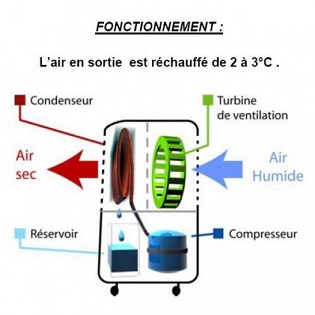 FONCTIONNEMENT :
L'air en sortie est réchauffé de 2 à 3°C .
Condenseur
Turbine
de ventilation
Air
sec
Air
Humide
Réservoir
Compresseur